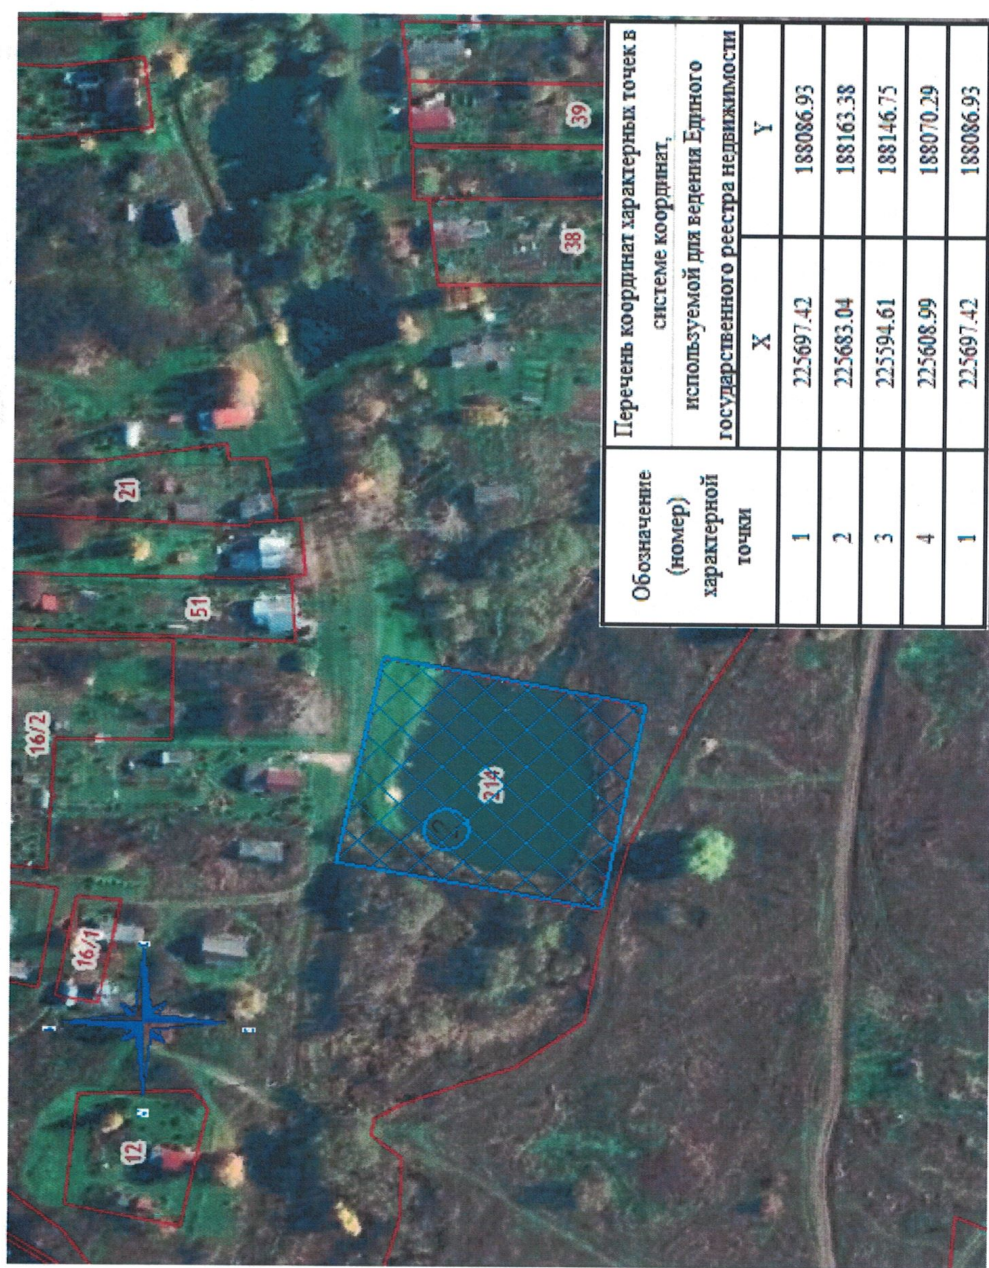 39
38
21
51
16/2
214
2
16/1
12
Обозначение
(номер)
характерной
точки
Перечень координат характерных точек в
системе координат,
используемой для ведения Единого
государственного реестра недвижимости
X Y
1 225697.42 188086.93
2 225683.04 188163.38
3 225594.61 188146.75
4 225608.99 188070.29
1 225697.42 188086.93